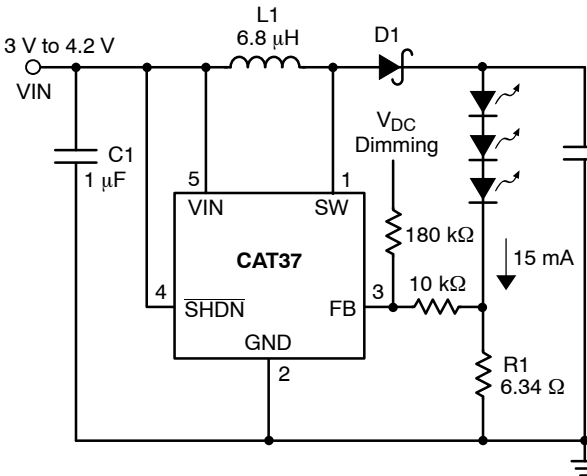 L1
6.8 μH
D1
3 V to 4.2 V
VIN
C1
1 μF
VDC
Dimming
5
1
VIN
SW
CAT37
180 kΩ
10 kΩ
15 mA
4
SHDN
FB
3
GND
2
R1
6.34 Ω